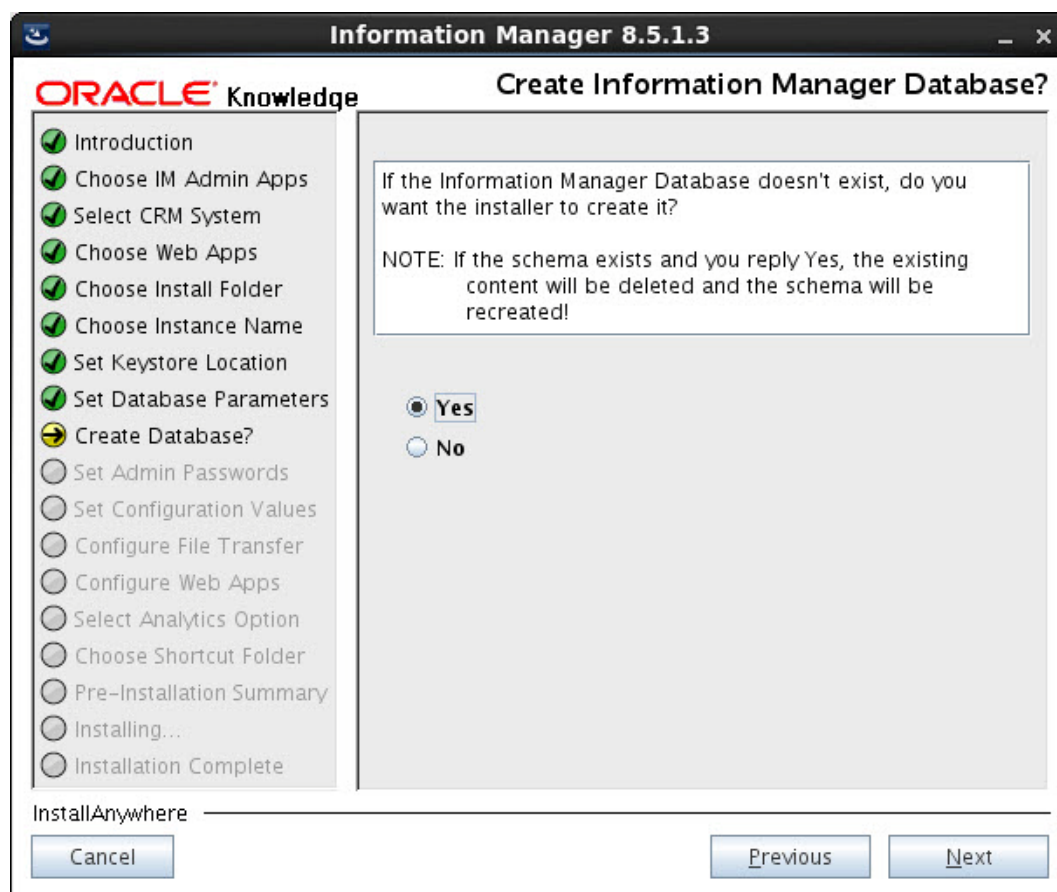 Information Manager 8.5.1.3
ORACLE Knowledge
Create Information Manager Database?
Introduction
Choose IM Admin Apps
Select CRM System
Choose Web Apps
Choose Install Folder
Choose Instance Name
Set Keystore Location
Set Database Parameters
Create Database?
Set Admin Passwords
Set Configuration Values
Configure File Transfer
Configure Web Apps
Select Analytics Option
Choose Shortcut Folder
Pre-Installation Summary
Installing...
Installation Complete
If the Information Manager Database doesn't exist, do you
want the installer to create it?
NOTE: If the schema exists and you reply Yes, the existing
content will be deleted and the schema will be
recreated!
Yes
No
InstallAnywhere
Cancel
Previous
Next